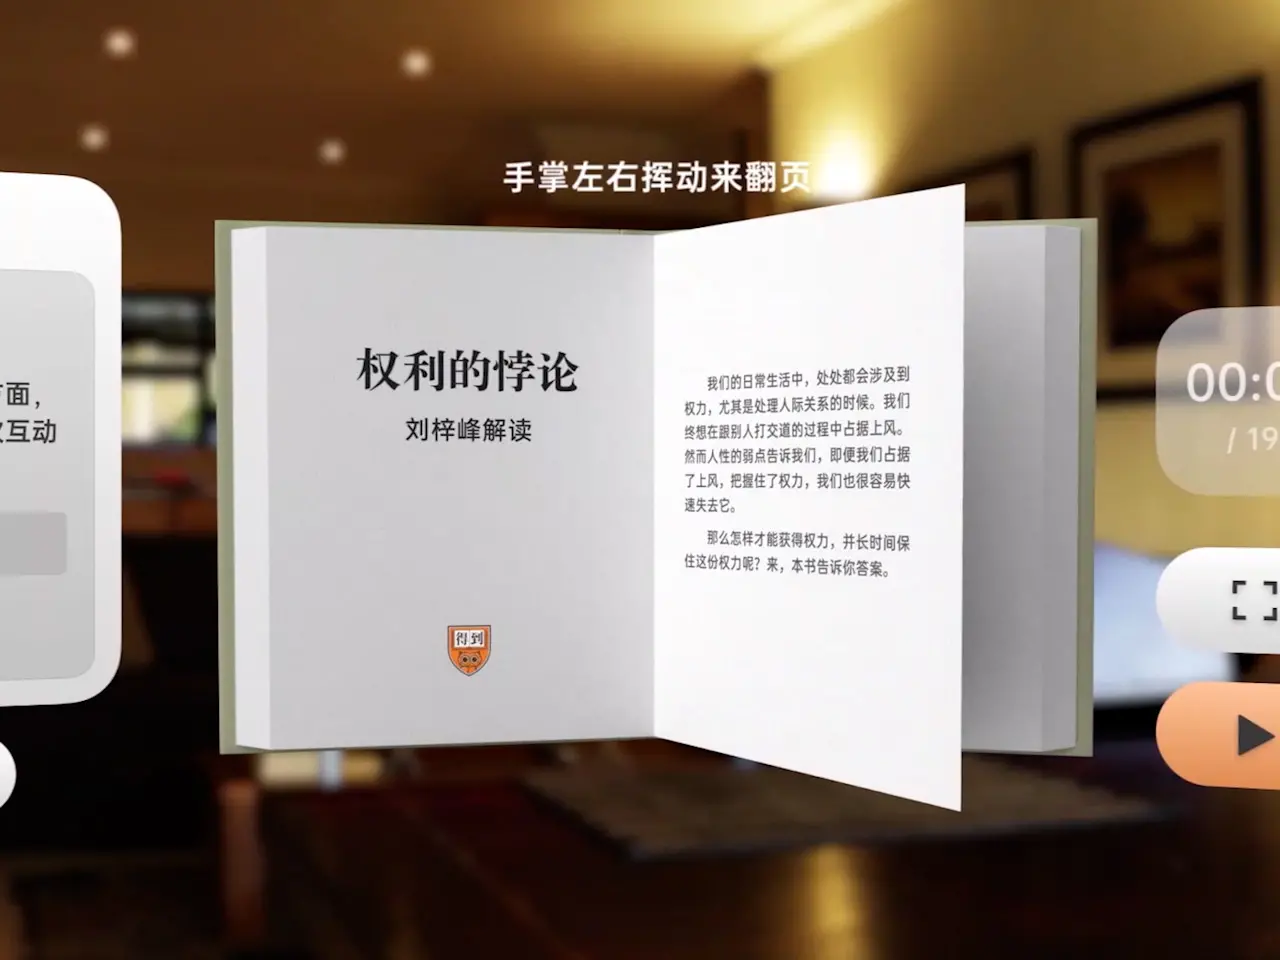 手掌左右挥动来翻页
方面，
次互动
权利的悖论
刘梓峰解读
得到
我们的日常生活中，处处都会涉及到
权力，尤其是处理人际关系的时候。我们
终想在跟别人打交道的过程中占据上风。
然而人性的弱点告诉我们，即便我们占据
了上风，把握住了权力，我们也很容易快
速失去它。
那么怎样才能获得权力，并长时间保
住这份权力呢？来，本书告诉你答案。
00:0
/ 19